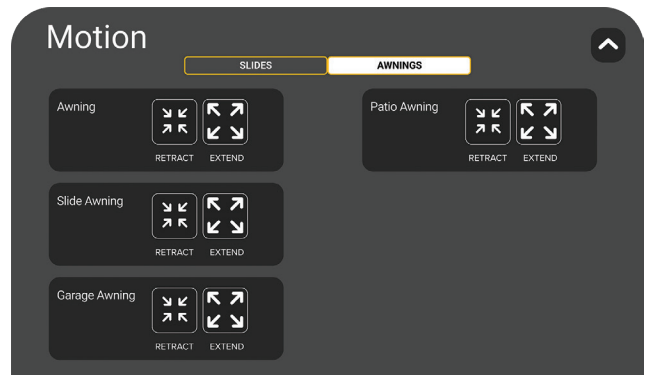 Motion
SLIDES
AWNINGS
Awning
RETRACT EXTEND
Patio Awning
RETRACT EXTEND
Slide Awning
RETRACT EXTEND
Garage Awning
RETRACT EXTEND